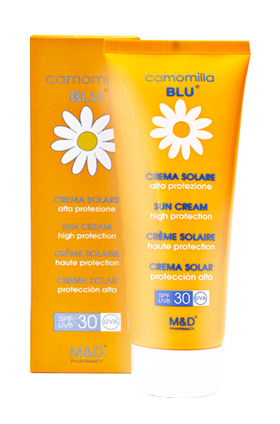 camomilla
BLU®
CREMA SOLARE
alta protezione
SUN CREAM
high protection
CRÈME SOLAIRE
haute protection
CREMA SOLAR
protección alta
SPF UVB 30 UVA
M&D®
PHARMACY
camomilla
BLU®
CREMA SOLARE
alta protezione
SUN CREAM
high protection
CRÈME SOLAIRE
haute protection
CREMA SOLAR
protección alta
SPF UVB 30 UVA
M&D®
PHARMACY